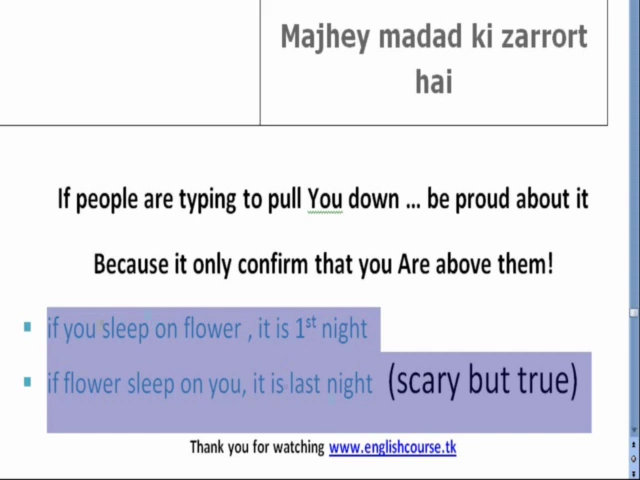 Majhey madad ki zarrort
hai
If people are typing to pull You down ... be proud about it
Because it only confirm that you Are above them!
▪ if you sleep on flower , it is 1st night
▪ if flower sleep on you, it is last night (scary but true)
Thank you for watching www.englishcourse.tk